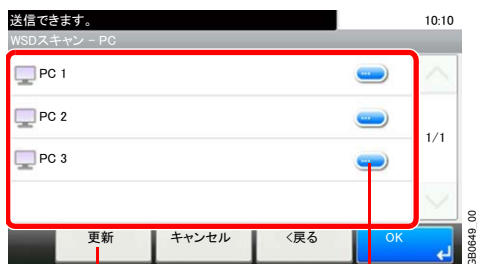 送信できます。 10:10
WSDスキャン - PC
PC 1
PC 2
1/1
PC 3
更新 キャンセル <戻る OK
GB0649_00